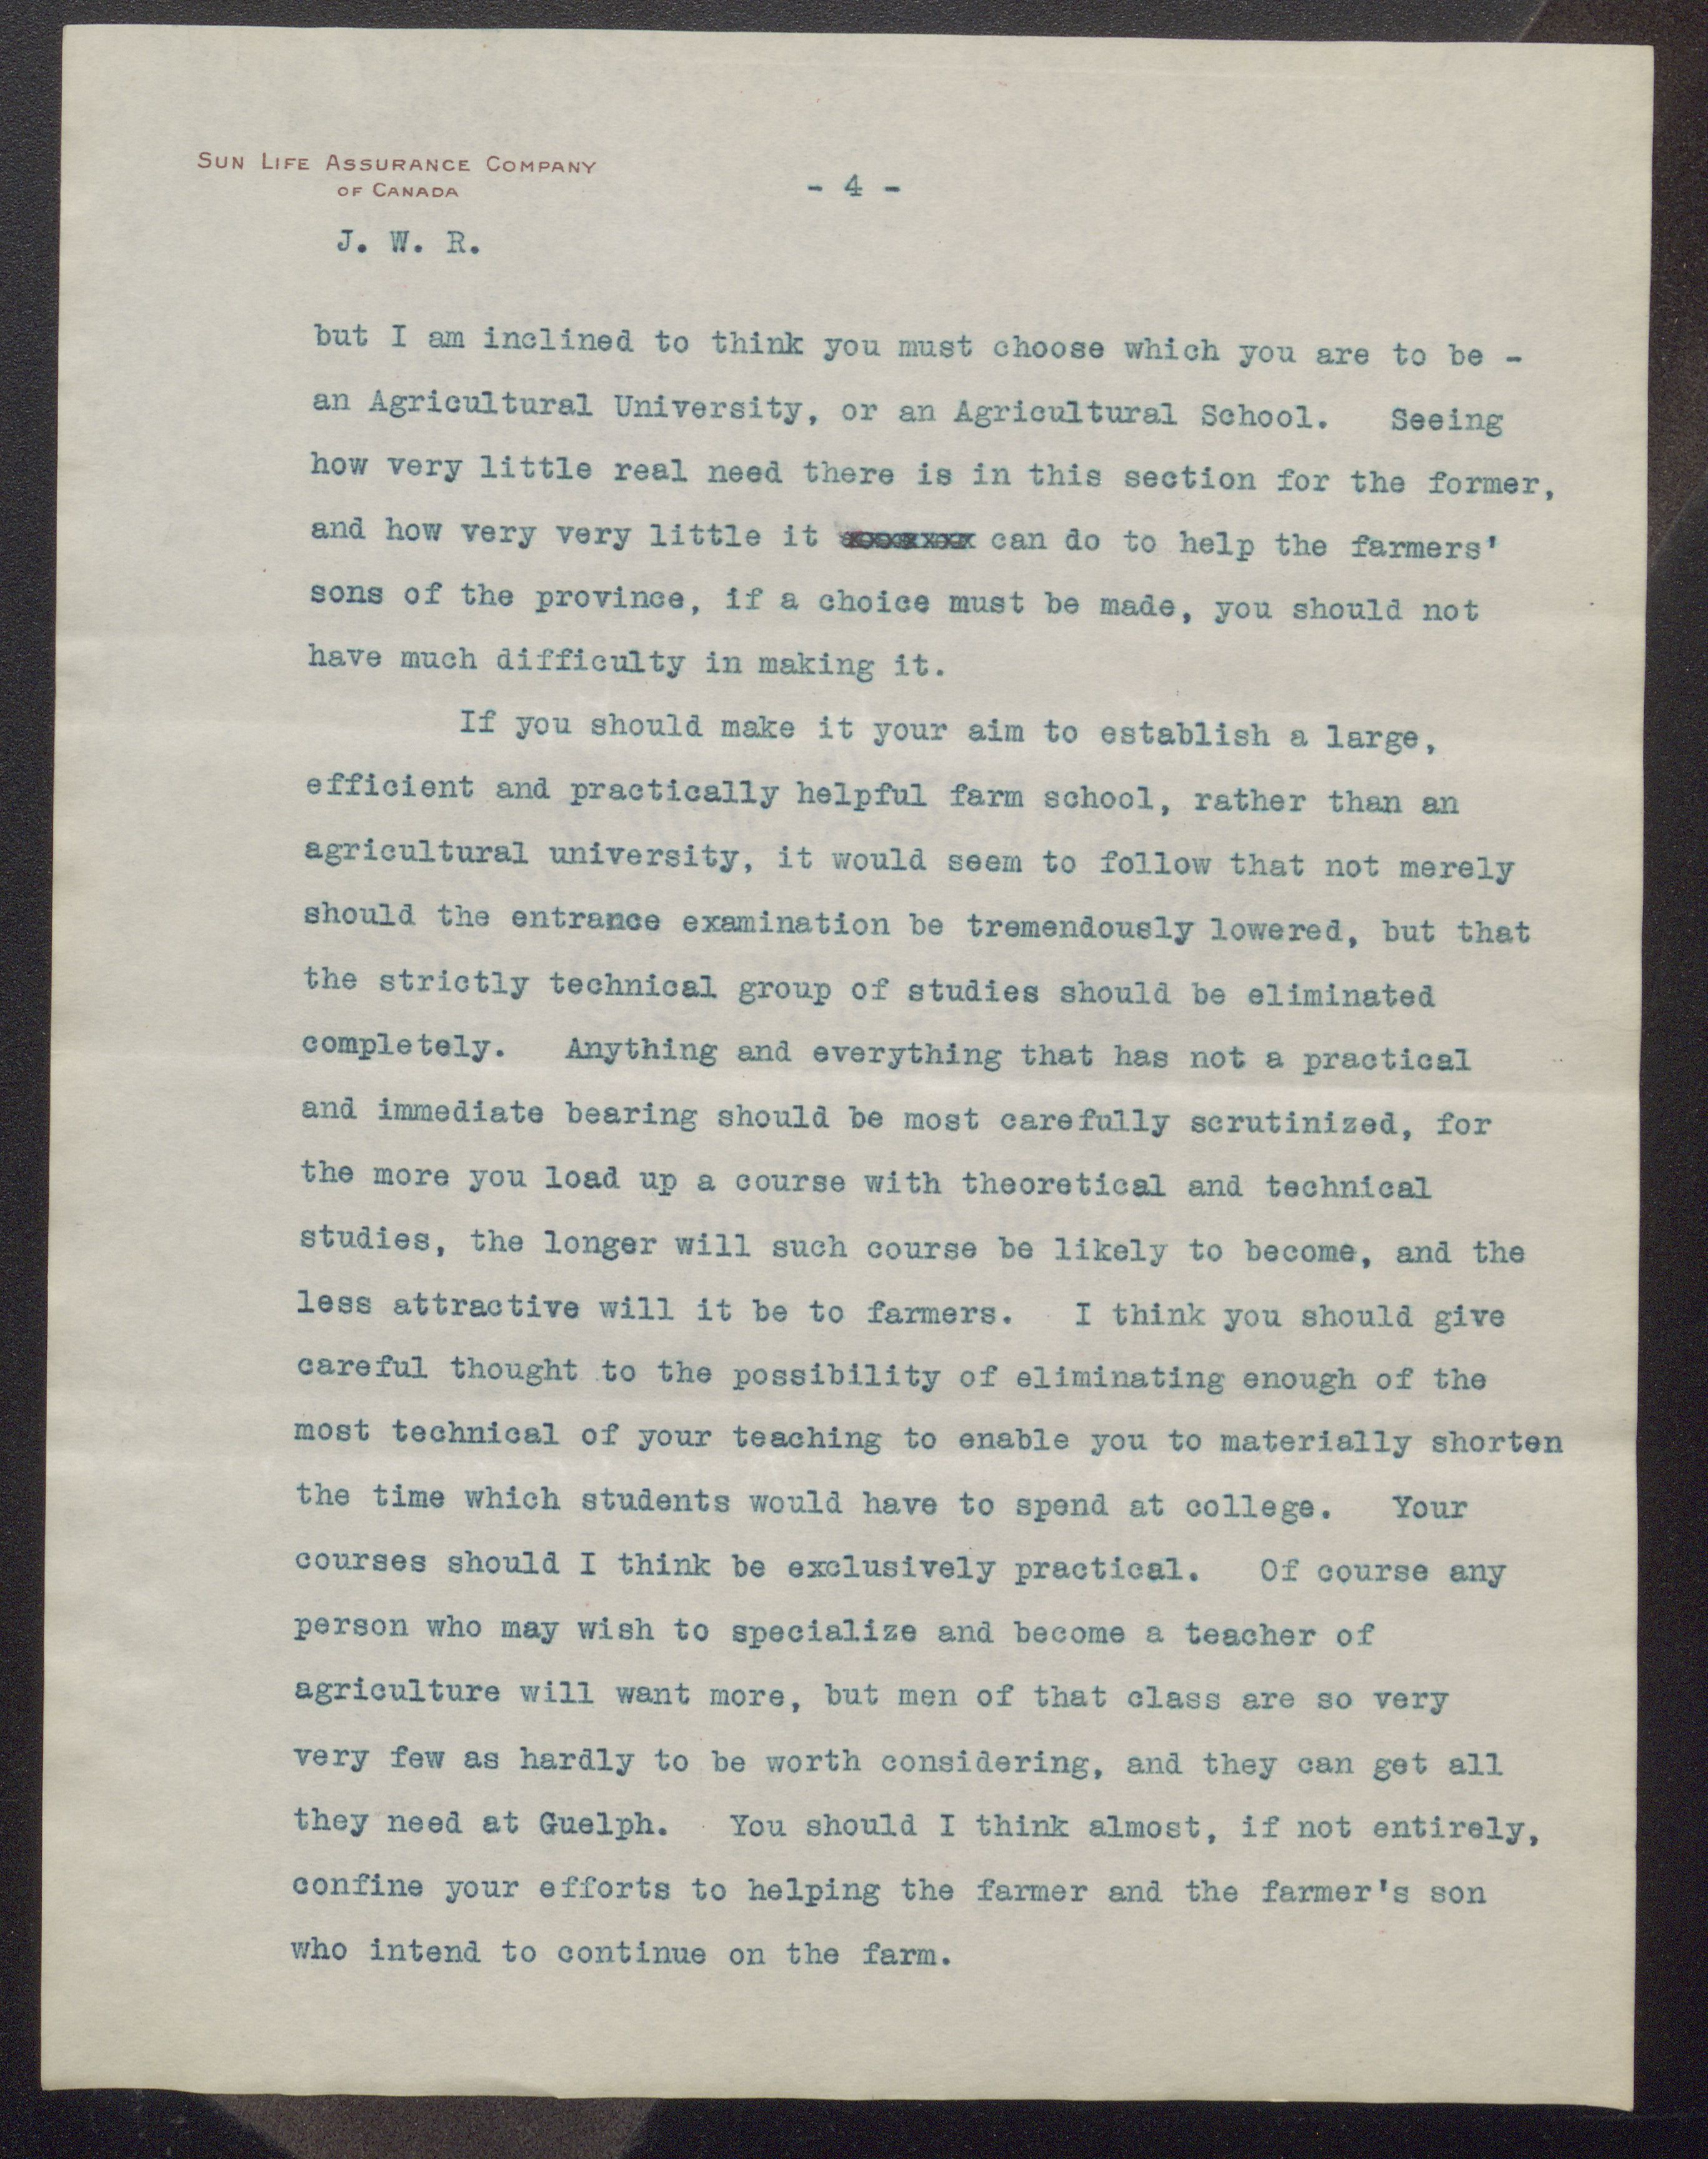 SUN LIFE ASSURANCE COMPANY
OF CANADA
- 4 -
J. W. R.
but I am inclined to think you must choose which you are to be -
an Agricultural University, or an Agricultural School. Seeing
how very little real need there is in this section for the former,
and how very very little it can do to help the farmers'
sons of the province, if a choice must be made, you should not
have much difficulty in making it.
If you should make it your aim to establish a large,
efficient and practically helpful farm school, rather than an
agricultural university, it would seem to follow that not merely
should the entrance examination be tremendously lowered, but that
the strictly technical group of studies should be eliminated
completely. Anything and everything that has not a practical
and immediate bearing should be most carefully scrutinized, for
the more you load up a course with theoretical and technical
studies, the longer will such course be likely to become, and the
less attractive will it be to farmers. I think you should give
careful thought to the possibility of eliminating enough of the
most technical of your teaching to enable you to materially shorten
the time which students would have to spend at college. Your
courses should I think be exclusively practical. Of course any
person who may wish to specialize and become a teacher of
agriculture will want more, but men of that class are so very
very few as hardly to be worth considering, and they can get all
they need at Guelph. You should I think almost, if not entirely,
confine your efforts to helping the farmer and the farmer's son
who intend to continue on the farm.